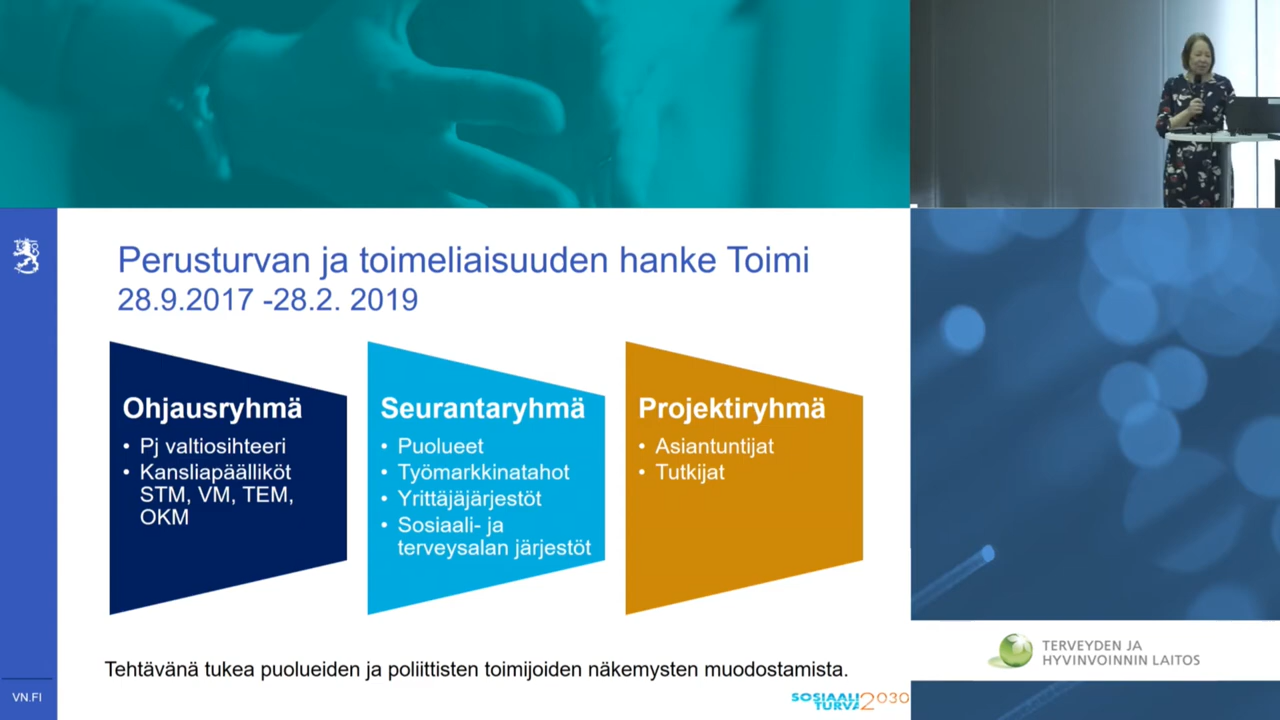 Perusturvan ja toimeliaisuuden hanke Toimi
28.9.2017 -28.2. 2019
Ohjausryhmä
• Pj valtiosihteeri
• Kansliapäälliköt
STM, VM, TEM,
OKM
Seurantaryhmä
• Puolueet
• Työmarkkinatahot
• Yrittäjäjärjestöt
• Sosiaali- ja
terveysalan järjestöt
Projektiryhmä
• Asiantuntijat
• Tutkijat
Tehtävänä tukea puolueiden ja poliittisten toimijoiden näkemysten muodostamista.
VN.FI
SOSIAALI
TURVA2030
TERVEYDEN JA
HYVINVOINNIN LAITOS